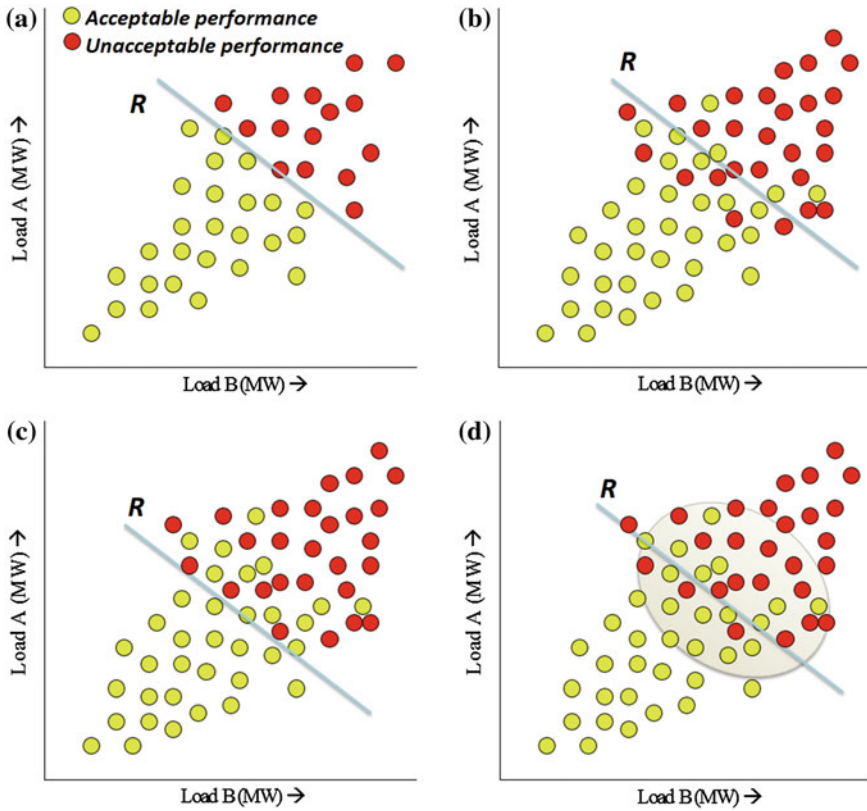 (a)
Acceptable performance
Unacceptable performance
R
Load A (MW) →
Load B(MW) →
(b)
R
Load A (MW) →
Load B(MW) →
(c)
R
Load A (MW) →
Load B(MW) →
(d)
R
Load A (MW) →
Load B(MW) →